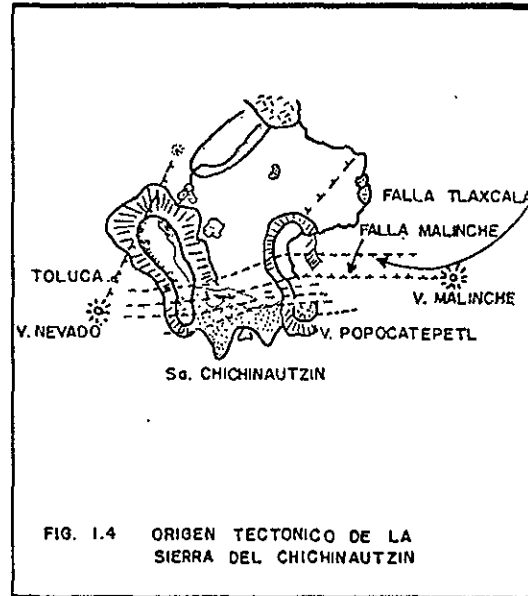 FALLA TLAXCALA
FALLA MALINCHE
TOLUCA
V. MALINCHE
V. NEVADO
V. POPOCATEPETL
Sa. CHICHINAUTZIN
FIG. 1.4 ORIGEN TECTONICO DE LA
SIERRA DEL CHICHINAUTZIN